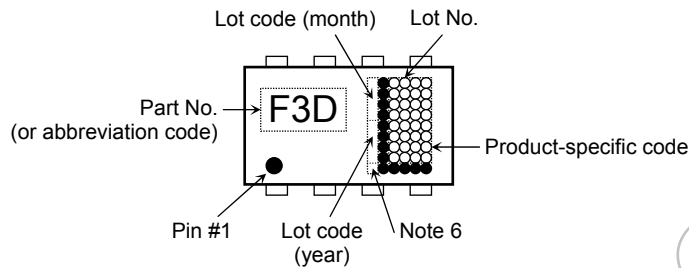 Lot code (month)
Lot No.
Part No.
(or abbreviation code)
F3D
Product-specific code
Pin #1
Lot code
(year)
Note 6